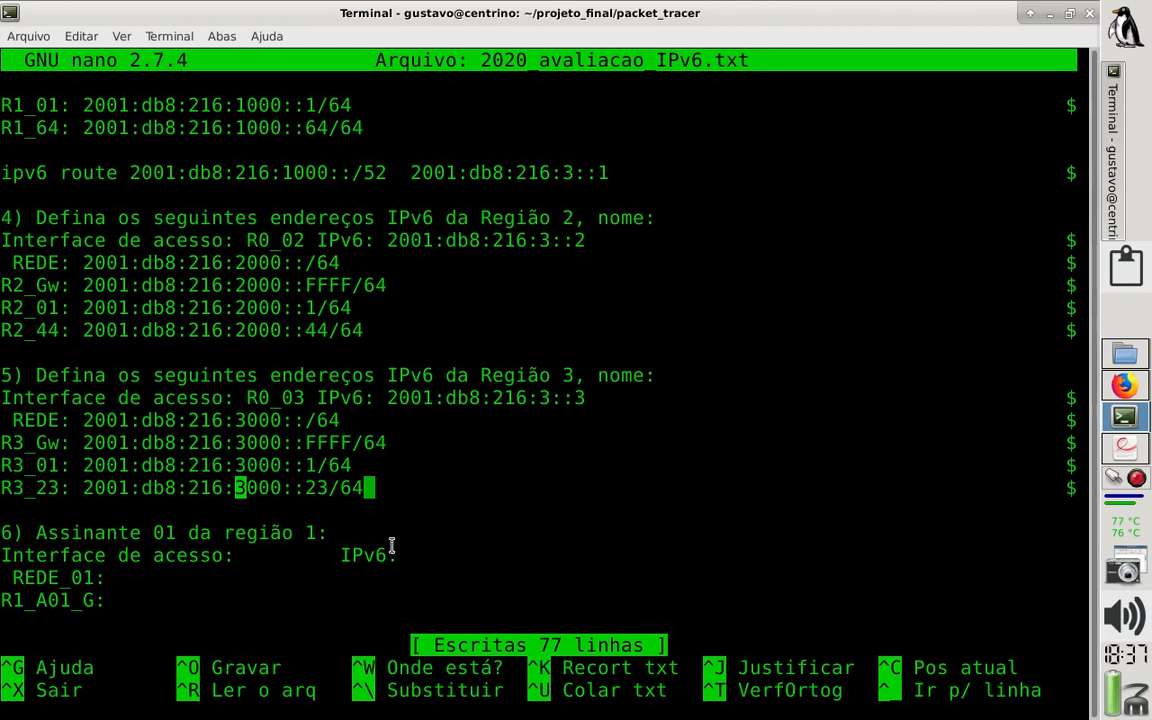 Terminal - gustavo@centrino: ~/projeto_final/packet_tracer
Arquivo Editar Ver Terminal Abas Ajuda
GNU nano 2.7.4 Arquivo: 2020_avaliacao_IPv6.txt
R1_01: 2001:db8:216:1000::1/64 $
R1_64: 2001:db8:216:1000::64/64
ipv6 route 2001:db8:216:1000::/52 2001:db8:216:3::1 $
4) Defina os seguintes endereços IPv6 da Região 2, nome:
Interface de acesso: R0_02 IPv6: 2001:db8:216:3::2 $
REDE: 2001:db8:216:2000::/64 $
R2_Gw: 2001:db8:216:2000::FFFF/64 $
R2_01: 2001:db8:216:2000::1/64 $
R2_44: 2001:db8:216:2000::44/64 $
5) Defina os seguintes endereços IPv6 da Região 3, nome:
Interface de acesso: R0_03 IPv6: 2001:db8:216:3::3 $
REDE: 2001:db8:216:3000::/64 $
R3_Gw: 2001:db8:216:3000::FFFF/64 $
R3_01: 2001:db8:216:3000::1/64 $
R3_23: 2001:db8:216:3000::23/64 $
6) Assinante 01 da região 1:
Interface de acesso: IPv6:
REDE_01:
R1_A01_G:
[ Escritas 77 linhas ]
^G Ajuda ^O Gravar ^W Onde está? ^K Recort txt ^J Justificar ^C Pos atual
^X Sair ^R Ler o arq ^\ Substituir ^U Colar txt ^T VerfOrtog ^_ Ir p/ linha
Terminal - gustavo@centri
77 °C
76 °C
18:37